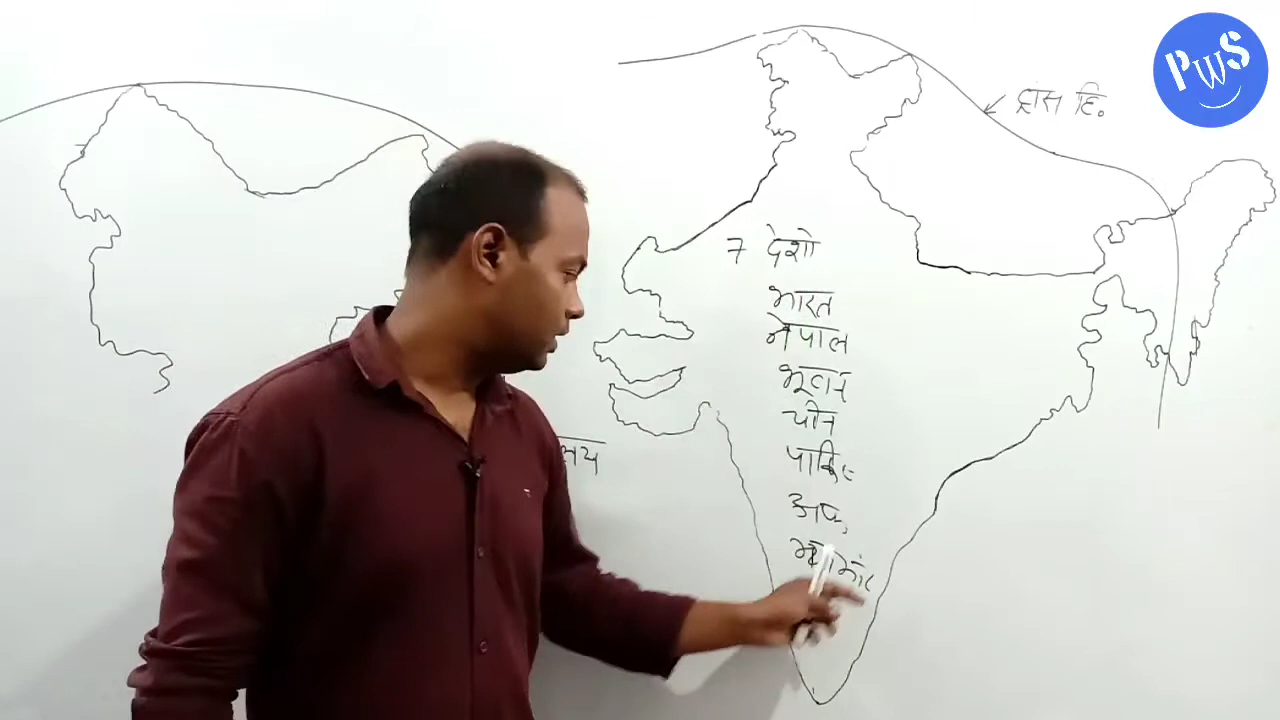 PWS
ट्रांस हि.
7 देशो
भारत
नेपाल
भूटान
चीन
पाकि.
अफ.